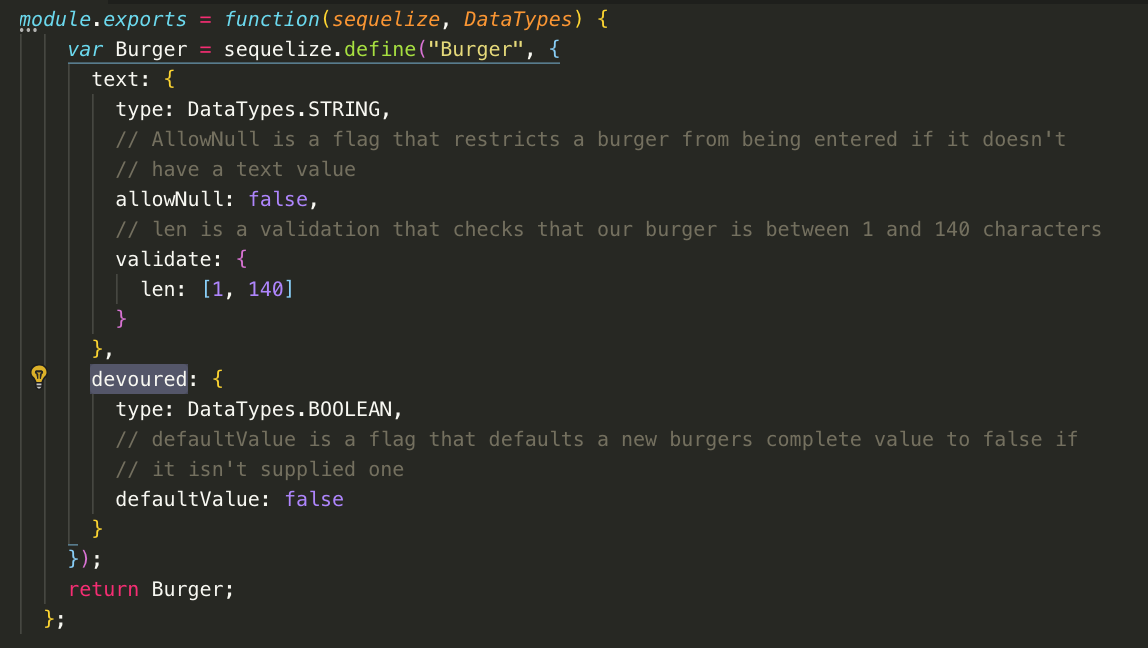 module.exports = function(sequelize, DataTypes) {
var Burger = sequelize.define("Burger", {
text: {
type: DataTypes.STRING,
// AllowNull is a flag that restricts a burger from being entered if it doesn't
// have a text value
allowNull: false,
// len is a validation that checks that our burger is between 1 and 140 characters
validate: {
len: [1, 140]
}
},
devoured: {
type: DataTypes.BOOLEAN,
// defaultValue is a flag that defaults a new burgers complete value to false if
// it isn't supplied one
defaultValue: false
}
});
return Burger;
};